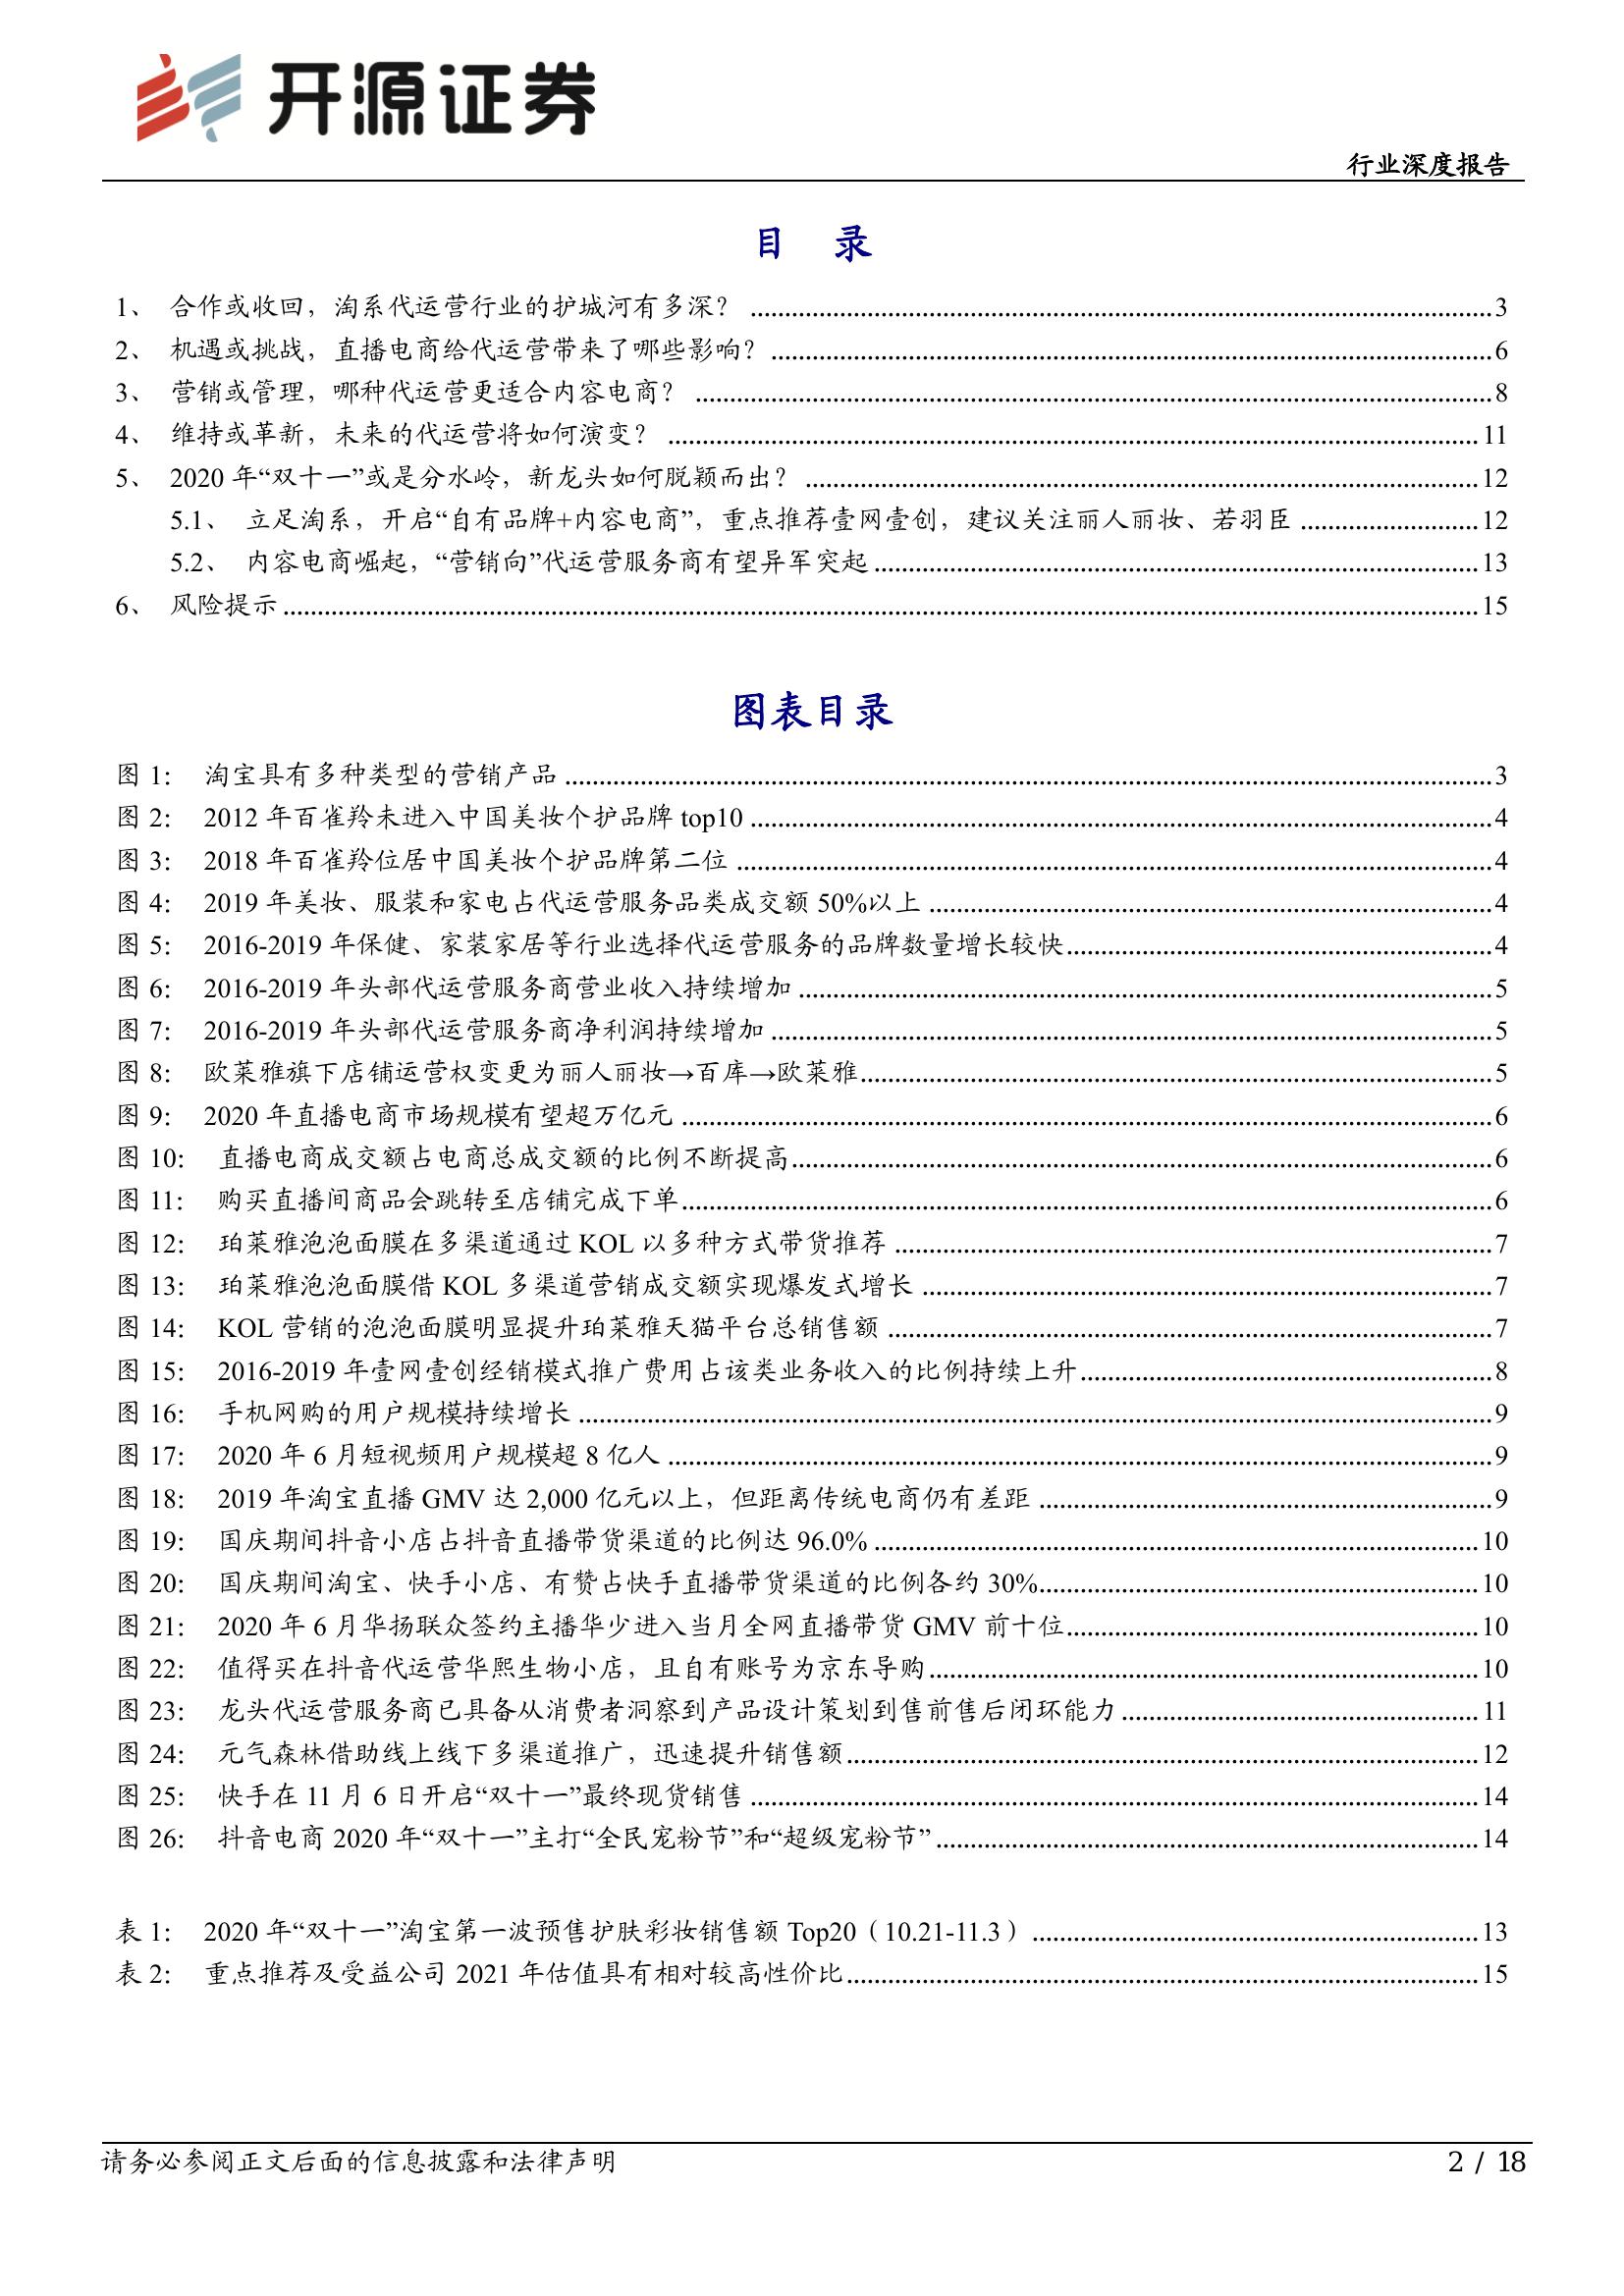 开源证券
行业深度报告
目 录
1、 合作或收回，淘系代运营行业的护城河有多深？ ........ 3
2、 机遇或挑战，直播电商给代运营带来了哪些影响？ ........ 6
3、 营销或管理，哪种代运营更适合内容电商？ ........ 8
4、 维持或革新，未来的代运营将如何演变？ ........ 11
5、 2020 年“双十一”或是分水岭，新龙头如何脱颖而出？ ........ 12
5.1、 立足淘系，开启“自有品牌+内容电商”，重点推荐壹网壹创，建议关注丽人丽妆、若羽臣 ........ 12
5.2、 内容电商崛起，“营销向”代运营服务商有望异军突起 ........ 13
6、 风险提示 ........ 15
图表目录
图 1： 淘宝具有多种类型的营销产品 ........ 3
图 2： 2012 年百雀羚未进入中国美妆个护品牌 top10 ........ 4
图 3： 2018 年百雀羚位居中国美妆个护品牌第二位 ........ 4
图 4： 2019 年美妆、服装和家电占代运营服务品类成交额 50%以上 ........ 4
图 5： 2016-2019 年保健、家装家居等行业选择代运营服务的品牌数量增长较快 ........ 4
图 6： 2016-2019 年头部代运营服务商营业收入持续增加 ........ 5
图 7： 2016-2019 年头部代运营服务商净利润持续增加 ........ 5
图 8： 欧莱雅旗下店铺运营权变更为丽人丽妆→百库→欧莱雅 ........ 5
图 9： 2020 年直播电商市场规模有望超万亿元 ........ 6
图 10： 直播电商成交额占电商总成交额的比例不断提高 ........ 6
图 11： 购买直播间商品会跳转至店铺完成下单 ........ 6
图 12： 珀莱雅泡泡面膜在多渠道通过 KOL 以多种方式带货推荐 ........ 7
图 13： 珀莱雅泡泡面膜借 KOL 多渠道营销成交额实现爆发式增长 ........ 7
图 14： KOL 营销的泡泡面膜明显提升珀莱雅天猫平台总销售额 ........ 7
图 15： 2016-2019 年壹网壹创经销模式推广费用占该类业务收入的比例持续上升 ........ 8
图 16： 手机网购的用户规模持续增长 ........ 9
图 17： 2020 年 6 月短视频用户规模超 8 亿人 ........ 9
图 18： 2019 年淘宝直播 GMV 达 2,000 亿元以上，但距离传统电商仍有差距 ........ 9
图 19： 国庆期间抖音小店占抖音直播带货渠道的比例达 96.0% ........ 10
图 20： 国庆期间淘宝、快手小店、有赞占快手直播带货渠道的比例各约 30% ........ 10
图 21： 2020 年 6 月华扬联众签约主播华少进入当月全网直播带货 GMV 前十位 ........ 10
图 22： 值得买在抖音代运营华熙生物小店，且自有账号为京东导购 ........ 10
图 23： 龙头代运营服务商已具备从消费者洞察到产品设计策划到售前售后闭环能力 ........ 11
图 24： 元气森林借助线上线下多渠道推广，迅速提升销售额 ........ 12
图 25： 快手在 11 月 6 日开启“双十一”最终现货销售 ........ 14
图 26： 抖音电商 2020 年“双十一”主打“全民宠粉节”和“超级宠粉节” ........ 14
表 1： 2020 年“双十一”淘宝第一波预售护肤彩妆销售额 Top20（10.21-11.3） ........ 13
表 2： 重点推荐及受益公司 2021 年估值具有相对较高性价比 ........ 15
请务必参阅正文后面的信息披露和法律声明
2 / 18